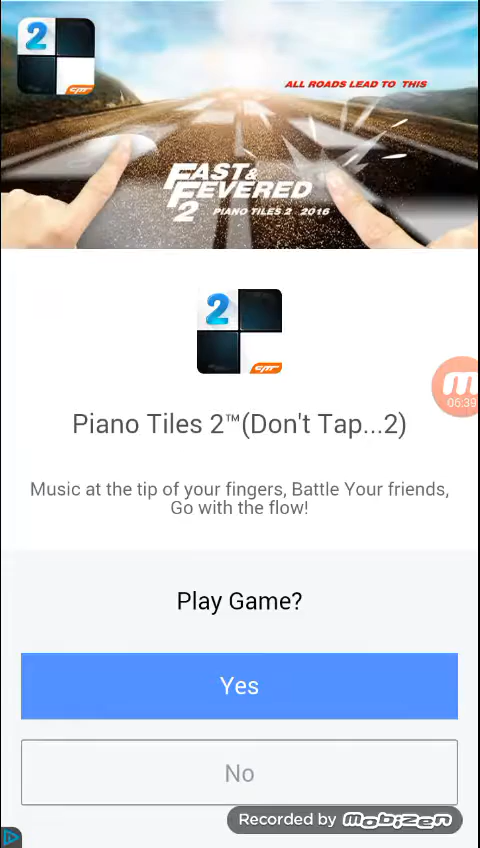 2
cmr
ALL ROADS LEAD TO THIS
FAST &
FEVERED
2 PIANO TILES 2 2016
2
cmr
06:39
Piano Tiles 2™(Don't Tap...2)
Music at the tip of your fingers, Battle Your friends,
Go with the flow!
Play Game?
Yes
No
Recorded by Mobizen